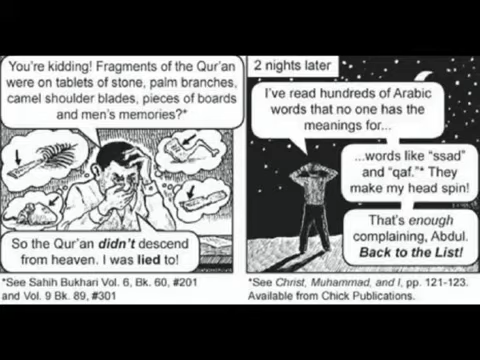 You're kidding! Fragments of the Qur'an
were on tablets of stone, palm branches,
camel shoulder blades, pieces of boards
and men's memories?*
So the Qur'an didn't descend
from heaven. I was lied to!
*See Sahih Bukhari Vol. 6, Bk. 60, #201
and Vol. 9 Bk. 89, #301
2 nights later
I've read hundreds of Arabic
words that no one has the
meanings for...
...words like "ssad"
and "qaf."* They
make my head spin!
That's enough
complaining, Abdul.
Back to the List!
*See Christ, Muhammad, and I, pp. 121-123.
Available from Chick Publications.